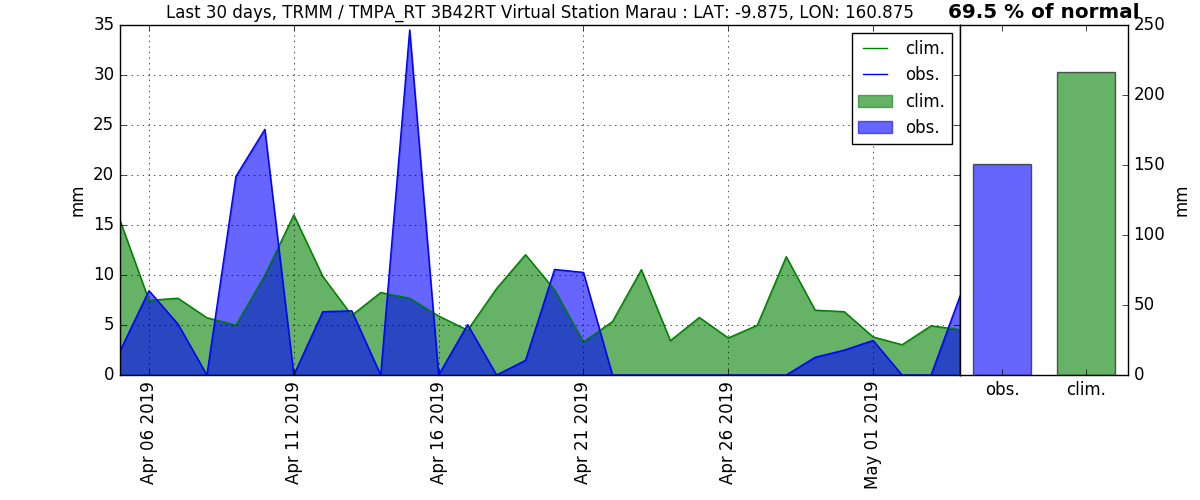 Last 30 days, TRMM / TMPA_RT 3B42RT Virtual Station Marau : LAT: -9.875, LON: 160.875
69.5 % of normal
35
30
25
20
15
10
5
0
mm
clim.
obs.
clim.
obs.
Apr 06 2019
Apr 11 2019
Apr 16 2019
Apr 21 2019
Apr 26 2019
May 01 2019
250
200
150
100
50
0
mm
obs.
clim.